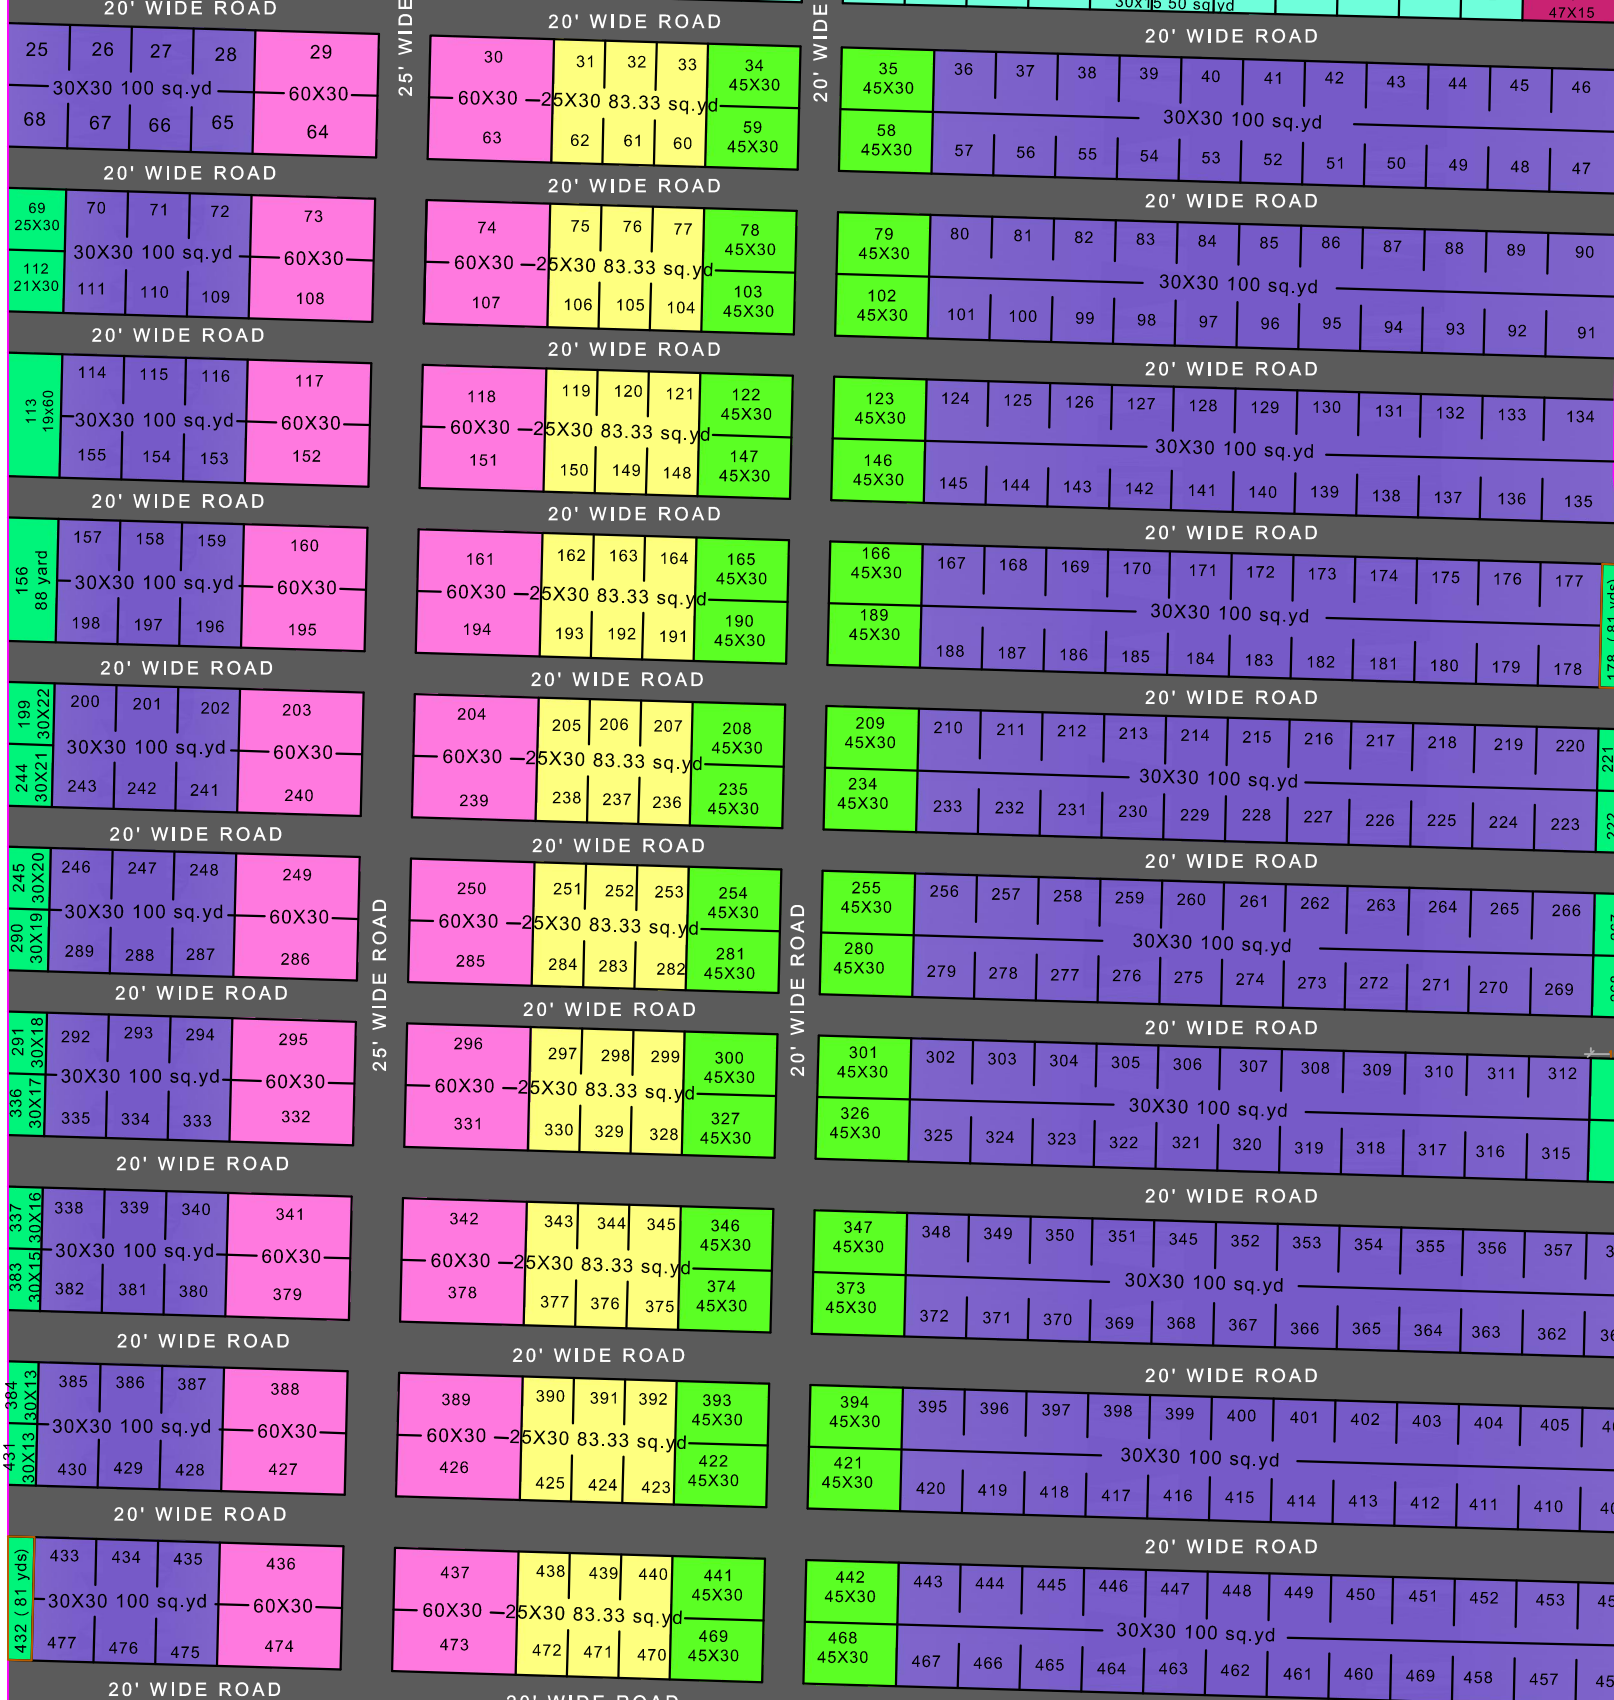 20' WIDE ROAD
20' WIDE ROAD
25' WIDE
20' WIDE
30x15 50 sq.yd
47X15
20' WIDE ROAD
25 26 27 28 29
30X30 100 sq.yd 60X30
68 67 66 65 64
30 31 32 33 34
45X30
60X30 25X30 83.33 sq.yd
63 62 61 60 59
45X30
35 36 37 38 39 40 41 42 43 44 45 46
45X30
30X30 100 sq.yd
58 57 56 55 54 53 52 51 50 49 48 47
45X30
20' WIDE ROAD
20' WIDE ROAD
20' WIDE ROAD
69 70 71 72 73
25X30
30X30 100 sq.yd 60X30
112 111 110 109 108
21X30
74 75 76 77 78
45X30
60X30 25X30 83.33 sq.yd
107 106 105 104 103
45X30
79 80 81 82 83 84 85 86 87 88 89 90
45X30
30X30 100 sq.yd
102 101 100 99 98 97 96 95 94 93 92 91
45X30
20' WIDE ROAD
20' WIDE ROAD
20' WIDE ROAD
113 114 115 116 117
19x60
30X30 100 sq.yd 60X30
155 154 153 152
118 119 120 121 122
45X30
60X30 25X30 83.33 sq.yd
151 150 149 148 147
45X30
123 124 125 126 127 128 129 130 131 132 133 134
45X30
30X30 100 sq.yd
146 145 144 143 142 141 140 139 138 137 136 135
45X30
20' WIDE ROAD
20' WIDE ROAD
20' WIDE ROAD
156 157 158 159 160
88 yard
30X30 100 sq.yd 60X30
198 197 196 195
161 162 163 164 165
45X30
60X30 25X30 83.33 sq.yd
194 193 192 191 190
45X30
166 167 168 169 170 171 172 173 174 175 176 177
45X30
30X30 100 sq.yd
178 (81 yds)
189 188 187 186 185 184 183 182 181 180 179 178
45X30
20' WIDE ROAD
20' WIDE ROAD
20' WIDE ROAD
199 200 201 202 203
30X22
30X30 100 sq.yd 60X30
244 243 242 241 240
30X21
204 205 206 207 208
45X30
60X30 25X30 83.33 sq.yd
239 238 237 236 235
45X30
209 210 211 212 213 214 215 216 217 218 219 220 221
45X30
30X30 100 sq.yd
234 233 232 231 230 229 228 227 226 225 224 223 222
45X30
20' WIDE ROAD
20' WIDE ROAD
20' WIDE ROAD
245 246 247 248 249
30X20
30X30 100 sq.yd 60X30
290 289 288 287 286
30X19
25' WIDE ROAD
250 251 252 253 254
45X30
60X30 25X30 83.33 sq.yd
285 284 283 282 281
45X30
20' WIDE ROAD
255 256 257 258 259 260 261 262 263 264 265 266
45X30
30X30 100 sq.yd
280 279 278 277 276 275 274 273 272 271 270 269
45X30
20' WIDE ROAD
20' WIDE ROAD
20' WIDE ROAD
291 292 293 294 295
30X18
30X30 100 sq.yd 60X30
336 335 334 333 332
30X17
296 297 298 299 300
45X30
60X30 25X30 83.33 sq.yd
331 330 329 328 327
45X30
301 302 303 304 305 306 307 308 309 310 311 312
45X30
30X30 100 sq.yd
326 325 324 323 322 321 320 319 318 317 316 315
45X30
20' WIDE ROAD
20' WIDE ROAD
337 338 339 340 341
30X16
30X30 100 sq.yd 60X30
383 382 381 380 379
30X15
342 343 344 345 346
45X30
60X30 25X30 83.33 sq.yd
378 377 376 375 374
45X30
347 348 349 350 351 345 352 353 354 355 356 357
45X30
30X30 100 sq.yd
373 372 371 370 369 368 367 366 365 364 363 362
45X30
20' WIDE ROAD
20' WIDE ROAD
20' WIDE ROAD
384 385 386 387 388
30X13
30X30 100 sq.yd 60X30
431 430 429 428 427
30X13
389 390 391 392 393
45X30
60X30 25X30 83.33 sq.yd
426 425 424 423 422
45X30
394 395 396 397 398 399 400 401 402 403 404 405
45X30
30X30 100 sq.yd
421 420 419 418 417 416 415 414 413 412 411 410
45X30
20' WIDE ROAD
20' WIDE ROAD
432 (81 yds) 433 434 435 436
30X30 100 sq.yd 60X30
477 476 475 474
437 438 439 440 441
45X30
60X30 25X30 83.33 sq.yd
473 472 471 470 469
45X30
442 443 444 445 446 447 448 449 450 451 452 453
45X30
30X30 100 sq.yd
468 467 466 465 464 463 462 461 460 469 458 457
45X30
20' WIDE ROAD
20' WIDE ROAD